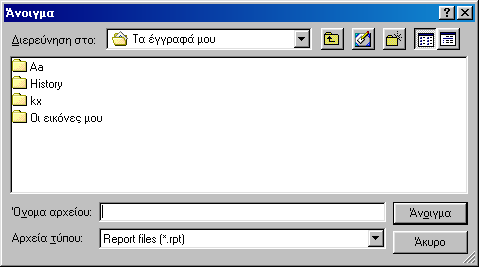 Άνοιγμα
Διερεύνηση στο: Τα έγγραφά μου
Aa
History
kx
Οι εικόνες μου
Όνομα αρχείου: Άνοιγμα
Αρχεία τύπου: Report files (*.rpt) Άκυρο